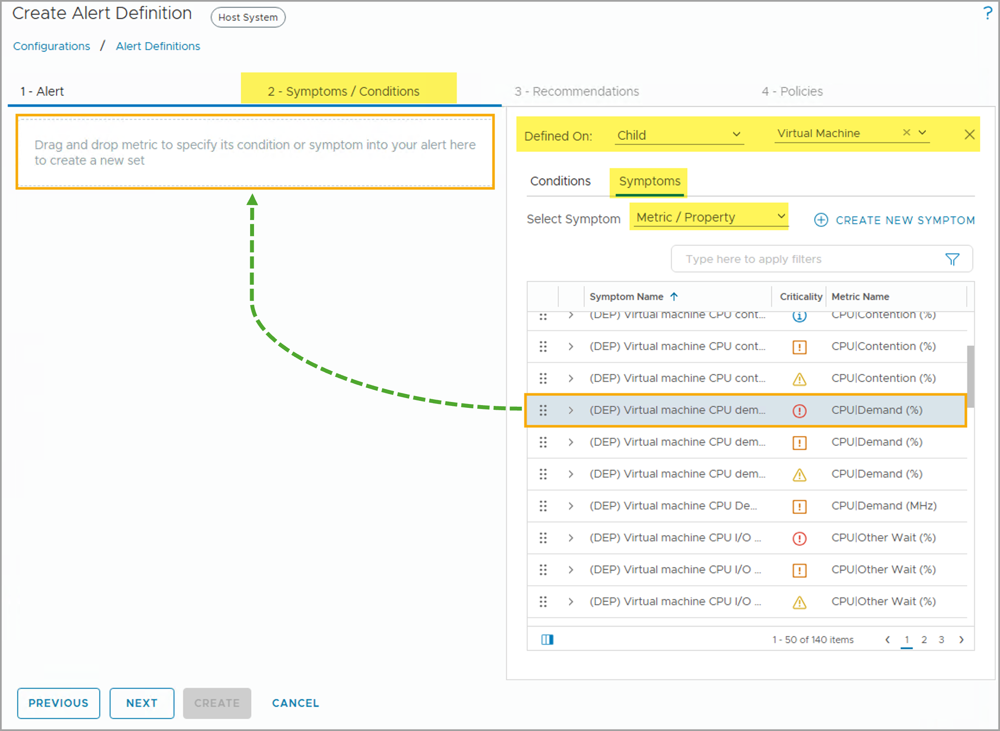 Create Alert Definition
Host System
?
Configurations / Alert Definitions
1 - Alert
2 - Symptoms / Conditions
3 - Recommendations
4 - Policies
Drag and drop metric to specify its condition or symptom into your alert here
to create a new set
Defined On: Child Virtual Machine
Conditions Symptoms
Select Symptom Metric / Property CREATE NEW SYMPTOM
Type here to apply filters
Symptom Name Criticality Metric Name
(DEP) Virtual machine CPU cont... CPU|Contention (%)
(DEP) Virtual machine CPU cont... CPU|Contention (%)
(DEP) Virtual machine CPU cont... CPU|Contention (%)
(DEP) Virtual machine CPU dem... CPU|Demand (%)
(DEP) Virtual machine CPU dem... CPU|Demand (%)
(DEP) Virtual machine CPU dem... CPU|Demand (%)
(DEP) Virtual machine CPU De... CPU|Demand (MHz)
(DEP) Virtual machine CPU I/O ... CPU|Other Wait (%)
(DEP) Virtual machine CPU I/O ... CPU|Other Wait (%)
(DEP) Virtual machine CPU I/O ... CPU|Other Wait (%)
1 - 50 of 140 items 1 2 3
PREVIOUS NEXT CREATE CANCEL